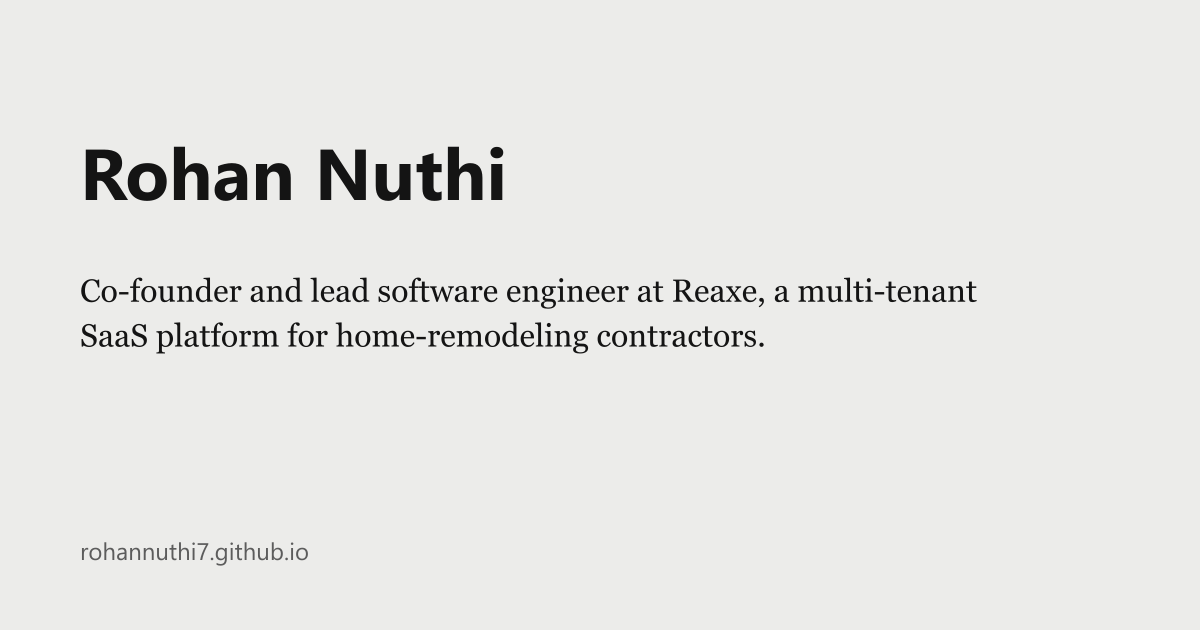 Rohan Nuthi
Co-founder and lead software engineer at Reaxe, a multi-tenant
SaaS platform for home-remodeling contractors.
rohannuthi7.github.io